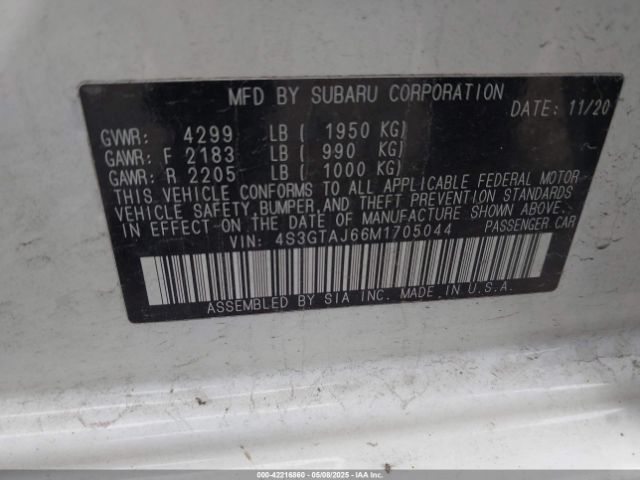 MFD BY SUBARU CORPORATION
DATE: 11/20
GVWR: 4299 LB ( 1950 KG)
GAWR: F 2183 LB ( 990 KG)
GAWR: R 2205 LB ( 1000 KG)
THIS VEHICLE CONFORMS TO ALL APPLICABLE FEDERAL MOTOR
VEHICLE SAFETY, BUMPER, AND THEFT PREVENTION STANDARDS
IN EFFECT ON THE DATE OF MANUFACTURE SHOWN ABOVE.
VIN: 4S3GTAJ66M1705044 PASSENGER CAR
ASSEMBLED BY SIA INC. MADE IN U.S.A.
000-42216860 05/08/2025 IAAI.COM